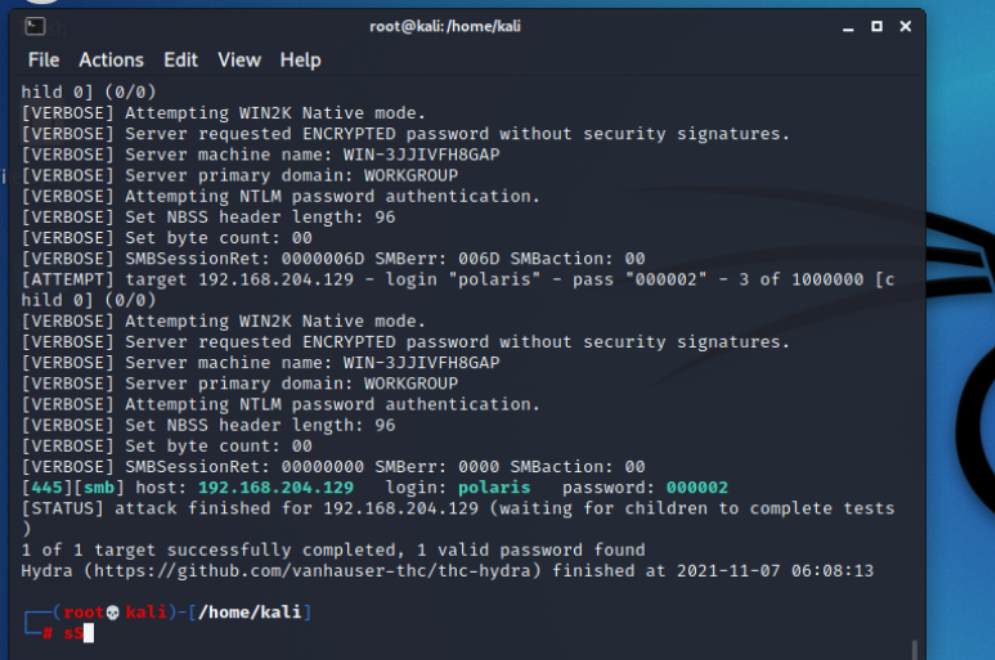 root@kali:/home/kali
File Actions Edit View Help
hild 0] (0/0)
[VERBOSE] Attempting WIN2K Native mode.
[VERBOSE] Server requested ENCRYPTED password without security signatures.
[VERBOSE] Server machine name: WIN-3JJIVFH8GAP
[VERBOSE] Server primary domain: WORKGROUP
[VERBOSE] Attempting NTLM password authentication.
[VERBOSE] Set NBSS header length: 96
[VERBOSE] Set byte count: 00
[VERBOSE] SMBSessionRet: 0000006D SMBerr: 006D SMBaction: 00
[ATTEMPT] target 192.168.204.129 - login "polaris" - pass "000002" - 3 of 1000000 [c
hild 0] (0/0)
[VERBOSE] Attempting WIN2K Native mode.
[VERBOSE] Server requested ENCRYPTED password without security signatures.
[VERBOSE] Server machine name: WIN-3JJIVFH8GAP
[VERBOSE] Server primary domain: WORKGROUP
[VERBOSE] Attempting NTLM password authentication.
[VERBOSE] Set NBSS header length: 96
[VERBOSE] Set byte count: 00
[VERBOSE] SMBSessionRet: 00000000 SMBerr: 0000 SMBaction: 00
[445][smb] host: 192.168.204.129 login: polaris password: 000002
[STATUS] attack finished for 192.168.204.129 (waiting for children to complete tests
)
1 of 1 target successfully completed, 1 valid password found
Hydra (https://github.com/vanhauser-thc/thc-hydra) finished at 2021-11-07 06:08:13
┌──(root💀kali)-[/home/kali]
└─# sS